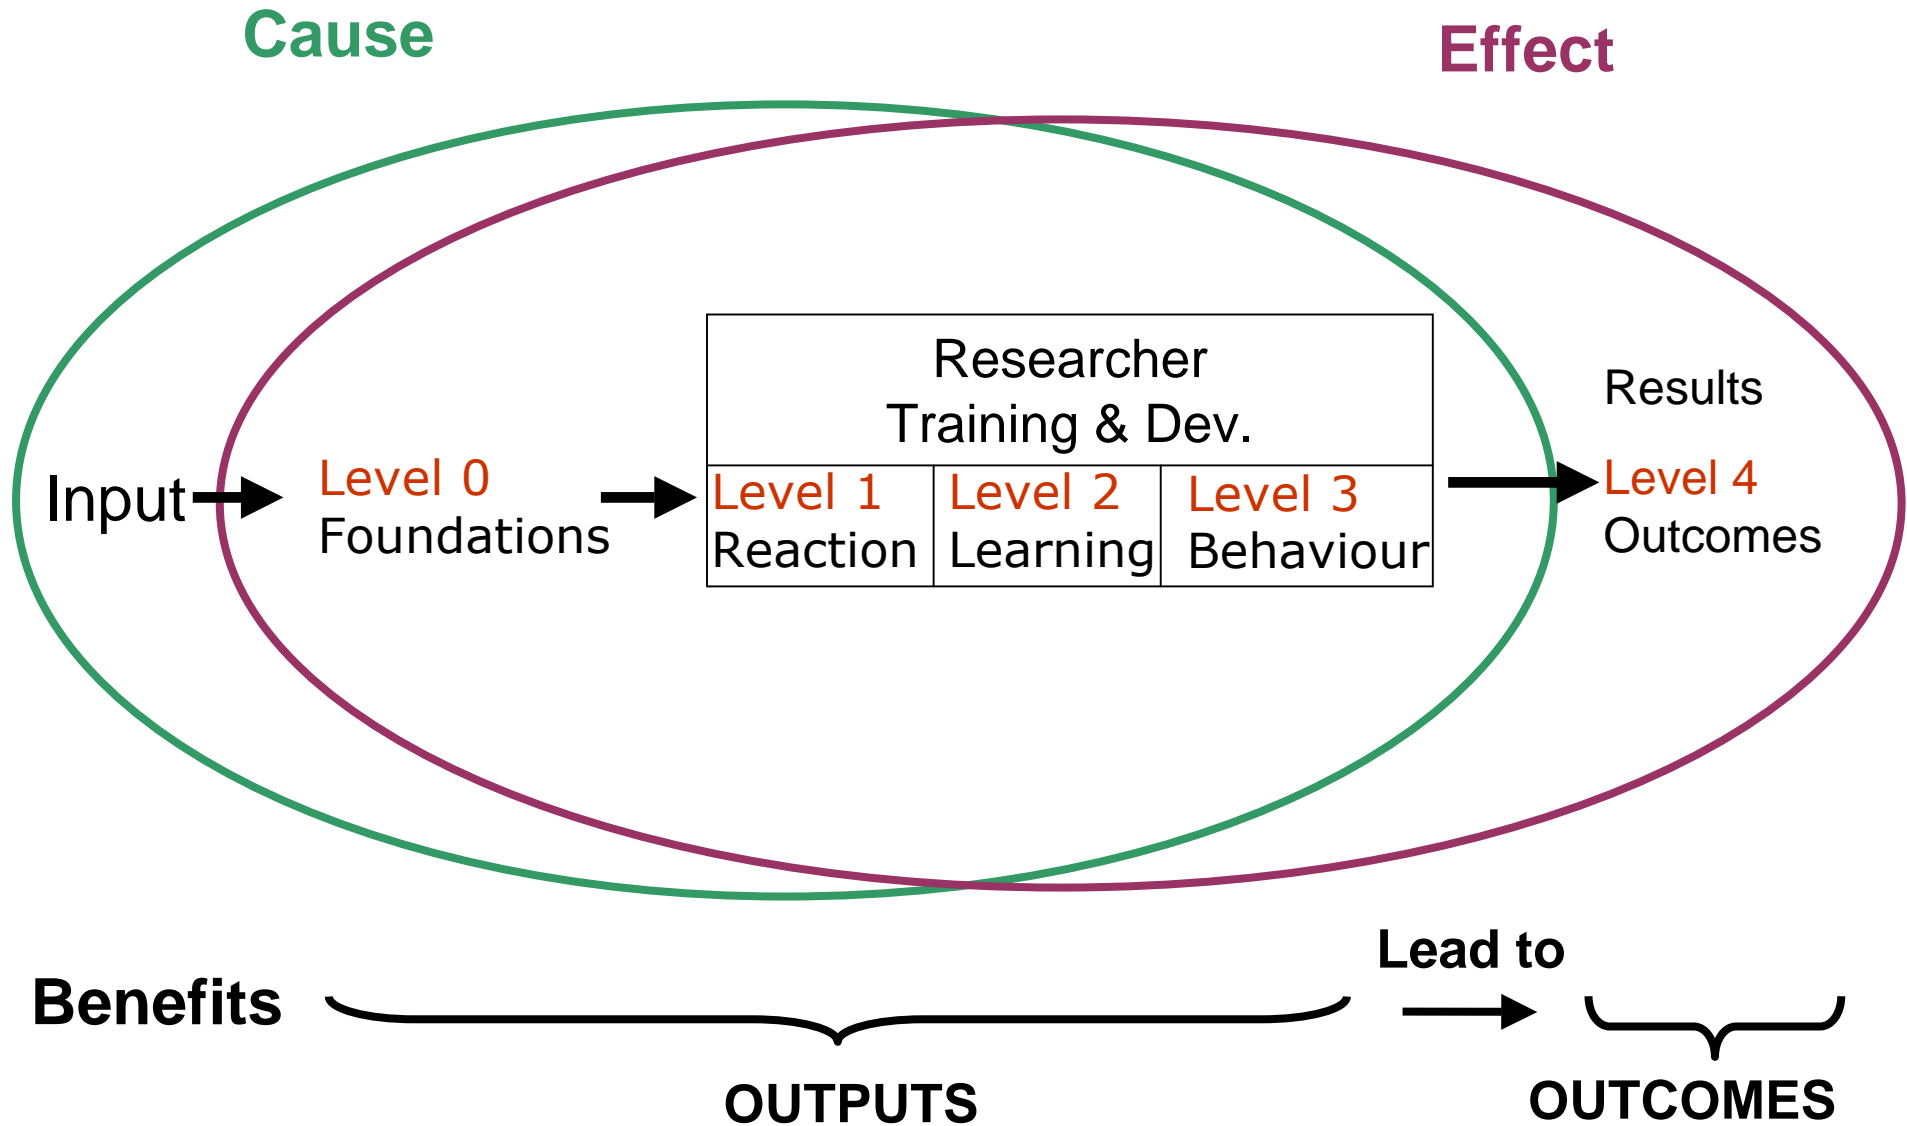 Cause
Effect
Researcher
Training & Dev.
Results
Input
Level 0
Foundations
Level 1
Reaction
Level 2
Learning
Level 3
Behaviour
Level 4
Outcomes
Lead to
Benefits
OUTPUTS
OUTCOMES